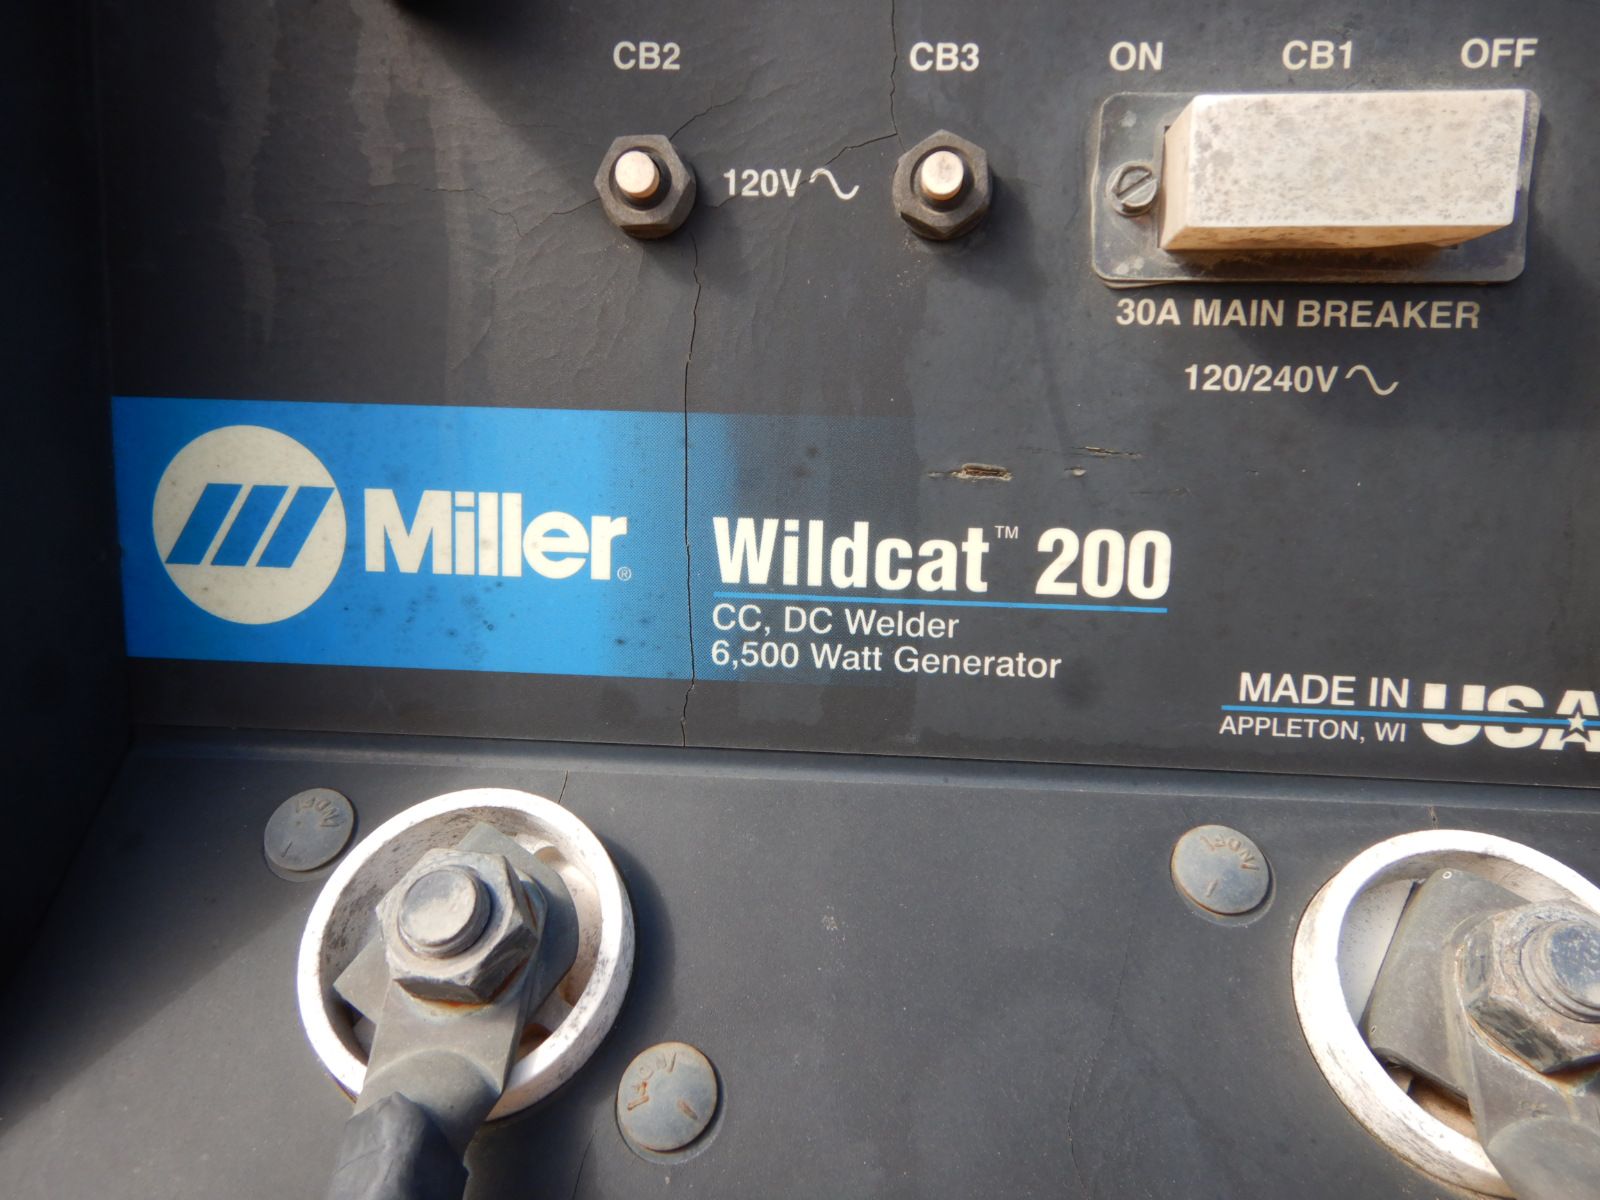 CB2
CB3
ON CB1 OFF
120V
30A MAIN BREAKER
120/240V
Miller®
Wildcat™ 200
CC, DC Welder
6,500 Watt Generator
MADE IN USA
APPLETON, WI